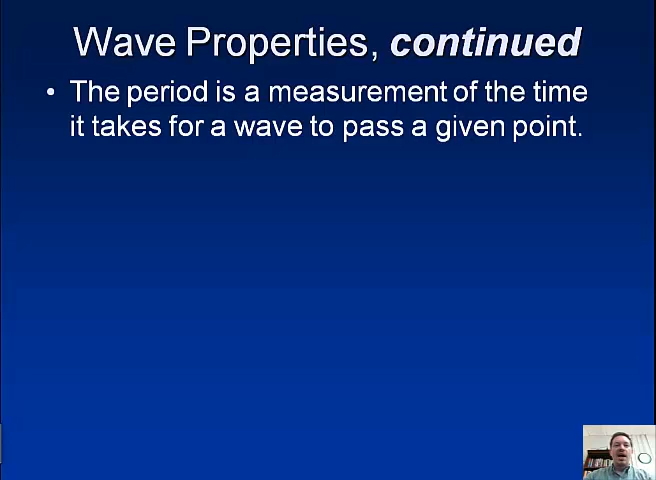 Wave Properties, continued
• The period is a measurement of the time
it takes for a wave to pass a given point.